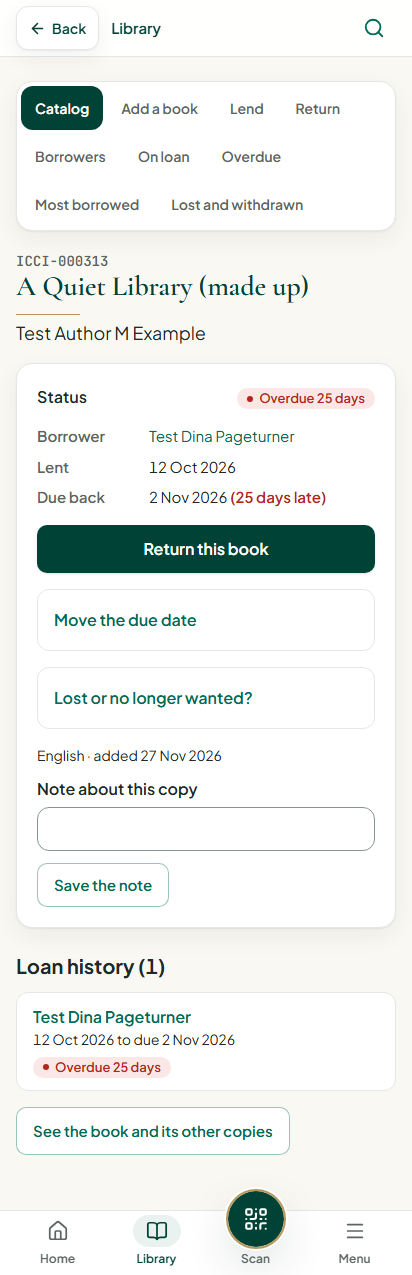 Back Library
Catalog Add a book Lend Return
Borrowers On loan Overdue
Most borrowed Lost and withdrawn
ICCI-000313
A Quiet Library (made up)
Test Author M Example
Status Overdue 25 days
Borrower Test Dina Pageturner
Lent 12 Oct 2026
Due back 2 Nov 2026 (25 days late)
Return this book
Move the due date
Lost or no longer wanted?
English · added 27 Nov 2026
Note about this copy
Save the note
Loan history (1)
Test Dina Pageturner
12 Oct 2026 to due 2 Nov 2026
Overdue 25 days
See the book and its other copies
Home Library Scan Menu